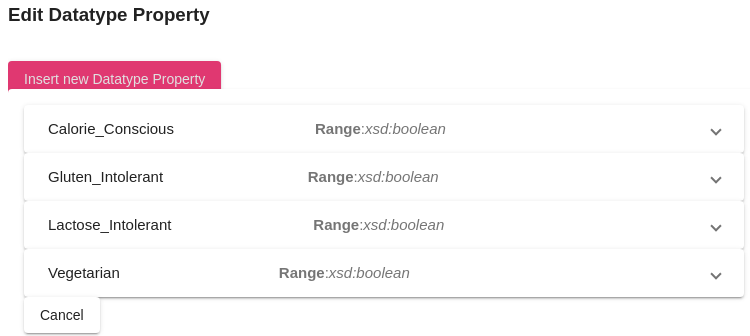 Edit Datatype Property
Insert new Datatype Property
Calorie_Conscious Range:xsd:boolean
Gluten_Intolerant Range:xsd:boolean
Lactose_Intolerant Range:xsd:boolean
Vegetarian Range:xsd:boolean
Cancel